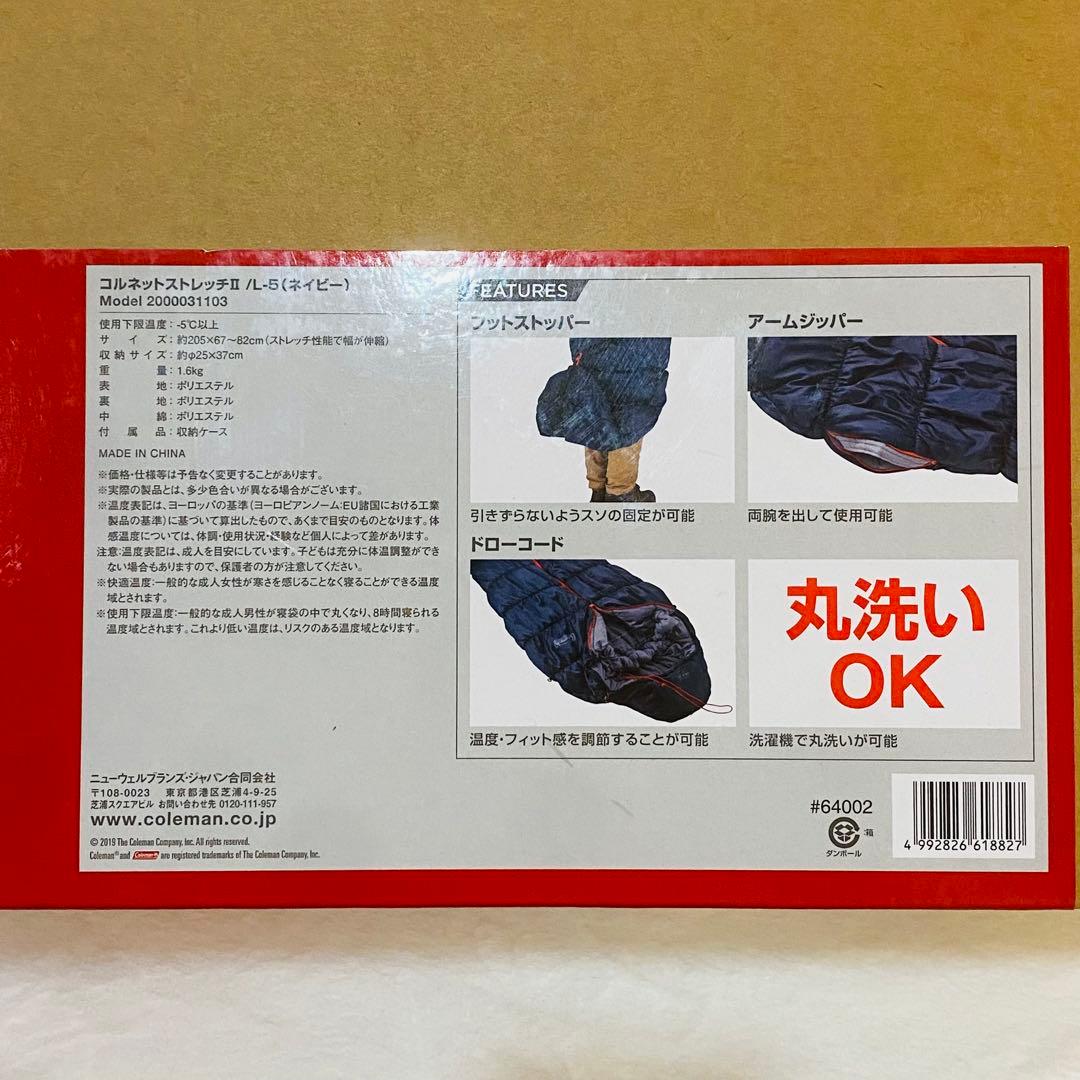 コルネットストレッチII /L-5(ネイビー)
Model 2000031103
使用下限温度:-5℃以上
サイズ:約205×67〜82cm(ストレッチ性能で幅が伸縮)
収納サイズ:約φ25×37cm
重量:1.6kg
表地:ポリエステル
裏地:ポリエステル
中綿:ポリエステル
付属品:収納ケース
MADE IN CHINA
※価格・仕様等は予告なく変更することがあります。
※実際の製品とは、多少色合いが異なる場合がございます。
※温度表記は、ヨーロッパの基準(ヨーロピアンノーム:EU諸国における工業
製品の基準)に基づいて算出したもので、あくまで目安のものとなります。体
感温度については、体調・使用状況・経験など個人によって差があります。
注意:温度表記は、成人を目安にしています。子どもは充分に体温調整ができ
ない場合もありますので、保護者の方が注意してください。
※快適温度:一般的な成人女性が寒さを感じることなく寝ることができる温度
域とされます。
※使用下限温度:一般的な成人男性が寝袋の中で丸くなり、8時間寝られる
温度域とされます。これより低い温度は、リスクのある温度域となります。
ニューウェルブランズ・ジャパン合同会社
〒108-0023 東京都港区芝浦4-9-25
芝浦スクエアビル お問い合わせ先 0120-111-957
www.coleman.co.jp
© 2019 The Coleman Company, Inc. All rights reserved.
Coleman® and Coleman are registered trademarks of The Coleman Company, Inc.
FEATURES
フットストッパー
引きずらないようスソの固定が可能
アームジッパー
両腕を出して使用可能
ドローコード
温度・フィット感を調節することが可能
丸洗い
OK
洗濯機で丸洗いが可能
#64002
:箱
ダンボール
4 992826 618827